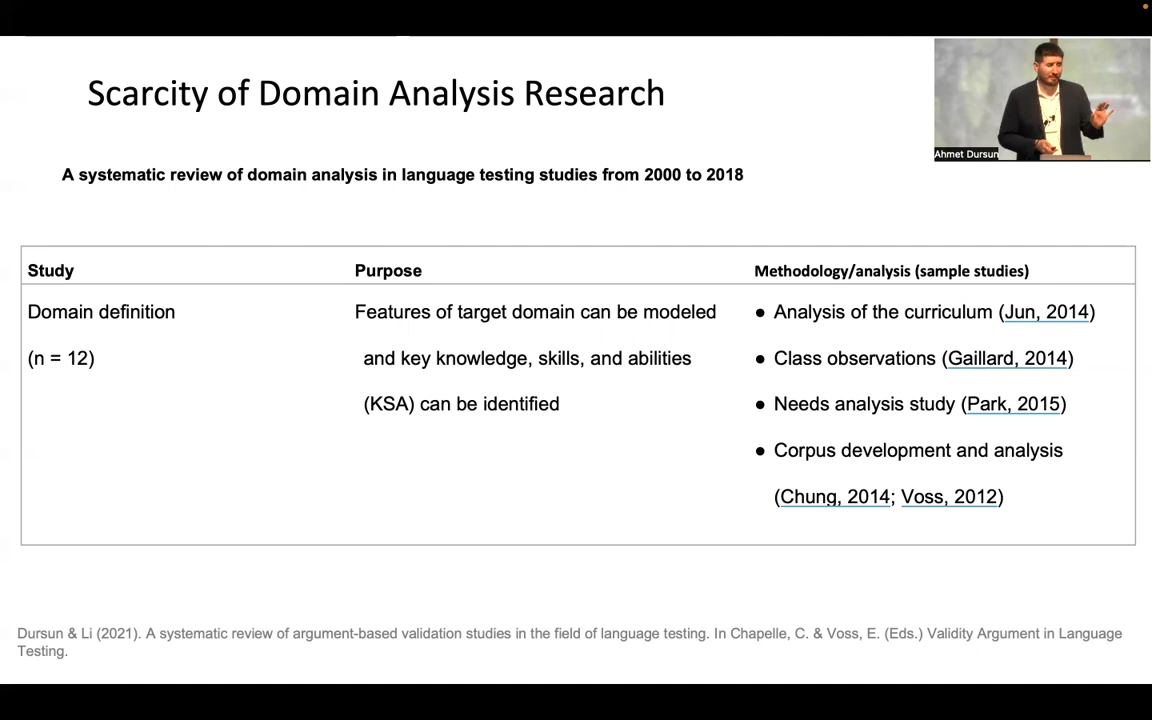 Scarcity of Domain Analysis Research
Ahmet Dursun
A systematic review of domain analysis in language testing studies from 2000 to 2018
Study
Purpose
Methodology/analysis (sample studies)
Domain definition
(n = 12)
Features of target domain can be modeled
and key knowledge, skills, and abilities
(KSA) can be identified
● Analysis of the curriculum (Jun, 2014)
● Class observations (Gaillard, 2014)
● Needs analysis study (Park, 2015)
● Corpus development and analysis
(Chung, 2014; Voss, 2012)
Dursun & Li (2021). A systematic review of argument-based validation studies in the field of language testing. In Chapelle, C. & Voss, E. (Eds.) Validity Argument in Language
Testing.